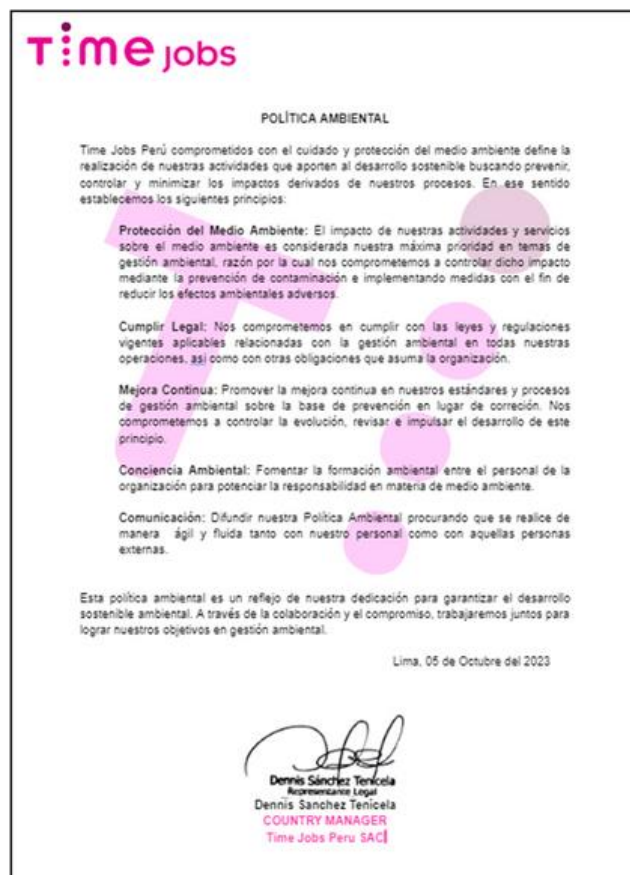 Time jobs
POLÍTICA AMBIENTAL
Time Jobs Perú comprometidos con el cuidado y protección del medio ambiente define la
realización de nuestras actividades que aporten al desarrollo sostenible buscando prevenir,
controlar y minimizar los impactos derivados de nuestros procesos. En ese sentido
establecemos los siguientes principios:
Protección del Medio Ambiente: El impacto de nuestras actividades y servicios
sobre el medio ambiente es considerada nuestra máxima prioridad en temas de
gestión ambiental, razón por la cual nos comprometemos a controlar dicho impacto
mediante la prevención de contaminación e implementando medidas con el fin de
reducir los efectos ambientales adversos.
Cumplir Legal: Nos comprometemos en cumplir con las leyes y regulaciones
vigentes aplicables relacionadas con la gestión ambiental en todas nuestras
operaciones, asi como con otras obligaciones que asuma la organización.
Mejora Continua: Promover la mejora continua en nuestros estándares y procesos
de gestión ambiental sobre la base de prevención en lugar de correción. Nos
comprometemos a controlar la evolución, revisar e impulsar el desarrollo de este
principio.
Conciencia Ambiental: Fomentar la formación ambiental entre el personal de la
organización para potenciar la responsabilidad en materia de medio ambiente.
Comunicación: Difundir nuestra Política Ambiental procurando que se realice de
manera ágil y fluida tanto con nuestro personal como con aquellas personas
externas.
Esta política ambiental es un reflejo de nuestra dedicación para garantizar el desarrollo
sostenible ambiental. A través de la colaboración y el compromiso, trabajaremos juntos para
lograr nuestros objetivos en gestión ambiental.
Lima, 05 de Octubre del 2023
Dennis Sánchez Tenicela
Representante Legal
Dennis Sanchez Tenicela
COUNTRY MANAGER
Time Jobs Peru SAC